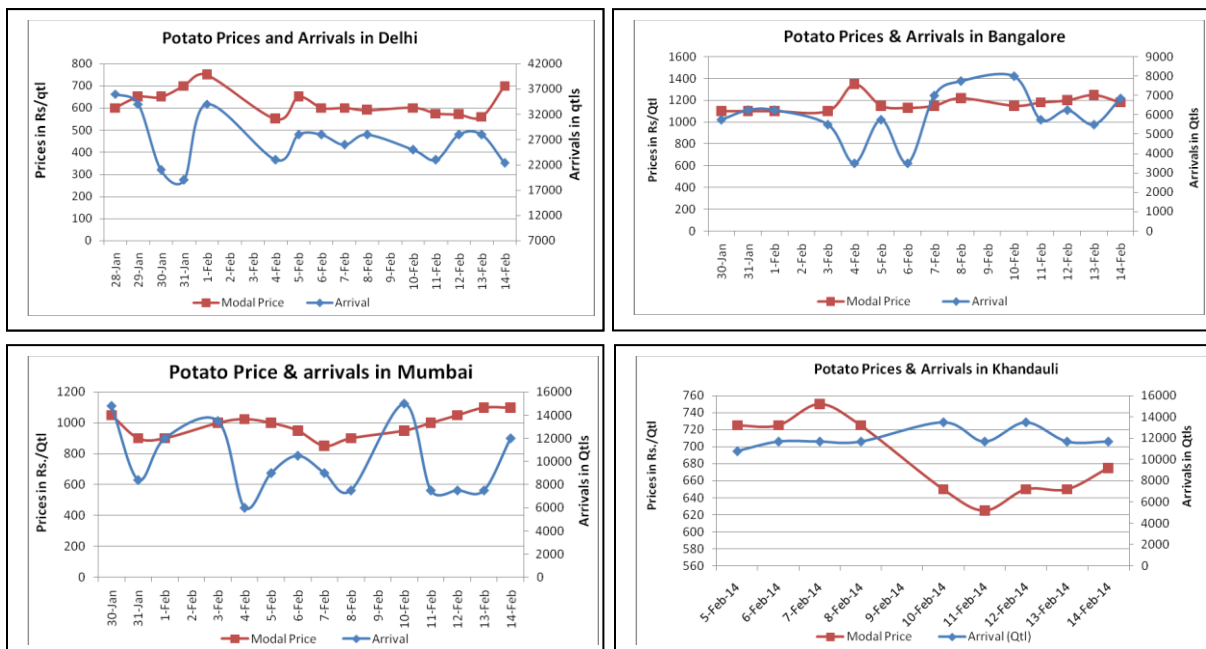 Potato Prices and Arrivals in Delhi
Prices in Rs/qtl
800
700
600
500
400
300
200
100
0
42000
37000
32000
27000
22000
17000
12000
7000
Arrivals in qtls
28-Jan
29-Jan
30-Jan
31-Jan
1-Feb
2-Feb
3-Feb
4-Feb
5-Feb
6-Feb
7-Feb
8-Feb
9-Feb
10-Feb
11-Feb
12-Feb
13-Feb
14-Feb
Modal Price Arrival
Potato Prices & Arrivals in Bangalore
Prices in Rs/Qtl
1600
1400
1200
1000
800
600
400
200
0
9000
8000
7000
6000
5000
4000
3000
2000
1000
0
Arrivals in Qtls
30-Jan
31-Jan
1-Feb
2-Feb
3-Feb
4-Feb
5-Feb
6-Feb
7-Feb
8-Feb
9-Feb
10-Feb
11-Feb
12-Feb
13-Feb
14-Feb
Modal Price Arrival
Potato Price & arrivals in Mumbai
Prices in Rs./Qtl
1200
1000
800
600
400
200
0
16000
14000
12000
10000
8000
6000
4000
2000
0
Arrivals in Qtls
30-Jan
31-Jan
1-Feb
2-Feb
3-Feb
4-Feb
5-Feb
6-Feb
7-Feb
8-Feb
9-Feb
10-Feb
11-Feb
12-Feb
13-Feb
14-Feb
Modal Price Arrival
Potato Prices & Arrivals in Khandauli
Prices in Rs./Qtl
760
740
720
700
680
660
640
620
600
580
560
16000
14000
12000
10000
8000
6000
4000
2000
0
Arrivals in Qtls
5-Feb-14
6-Feb-14
7-Feb-14
8-Feb-14
9-Feb-14
10-Feb-14
11-Feb-14
12-Feb-14
13-Feb-14
14-Feb-14
Modal Price Arrival (Qtl)